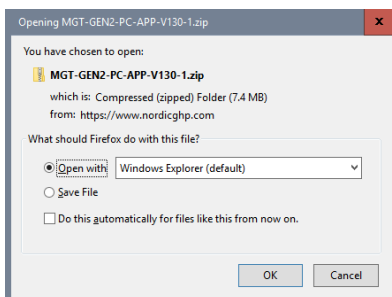 Opening MGT-GEN2-PC-APP-V130-1.zip
x
You have chosen to open:
MGT-GEN2-PC-APP-V130-1.zip
which is: Compressed (zipped) Folder (7.4 MB)
from: https://www.nordicghp.com
What should Firefox do with this file?
Open with Windows Explorer (default)
Save File
Do this automatically for files like this from now on.
OK Cancel